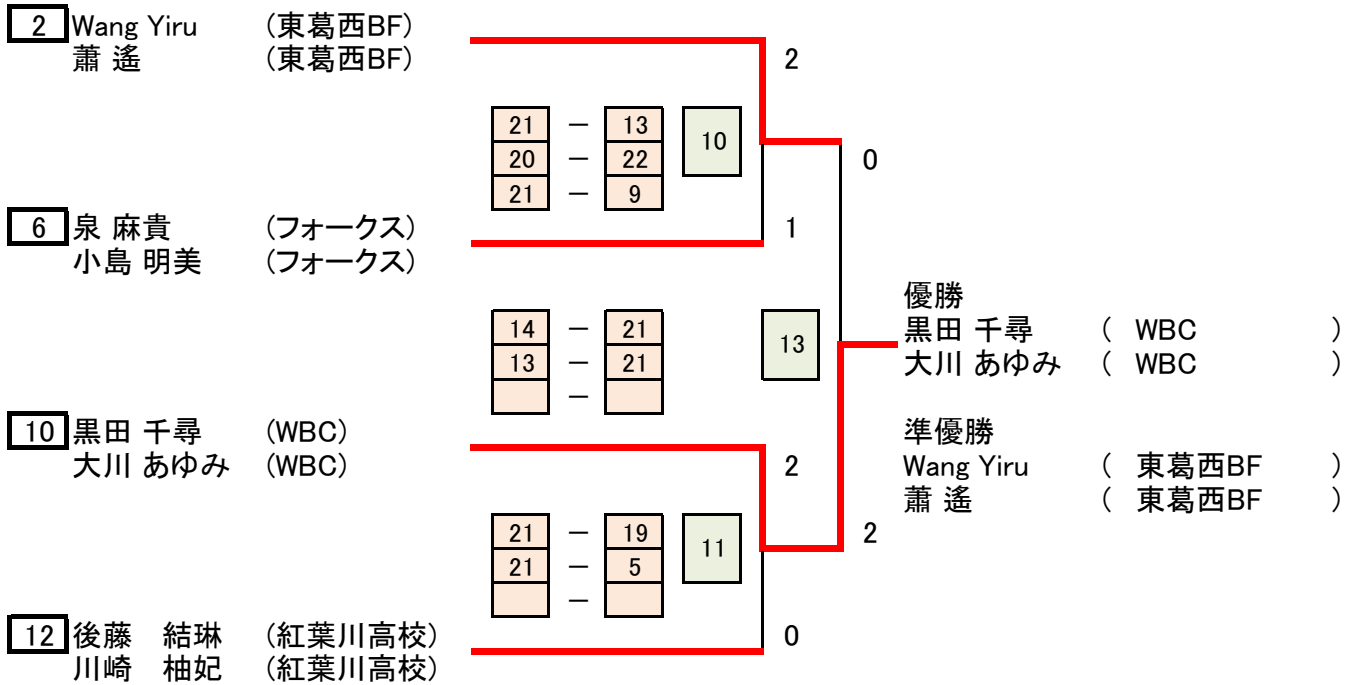 2 Wang Yiru (東葛西BF)
蕭 遙 (東葛西BF)
2
21 － 13 10
20 － 22
0
21 － 9
6 泉 麻貴 (フォークス)
1
小島 明美 (フォークス)
優勝
14 － 21 13
黒田 千尋 ( WBC )
13 － 21
大川 あゆみ ( WBC )
－
10 黒田 千尋 (WBC)
準優勝
大川 あゆみ (WBC)
2
Wang Yiru ( 東葛西BF )
蕭 遙 ( 東葛西BF )
21 － 19 11
2
21 － 5
－
12 後藤　結琳 (紅葉川高校)
0
川崎　柚妃 (紅葉川高校)